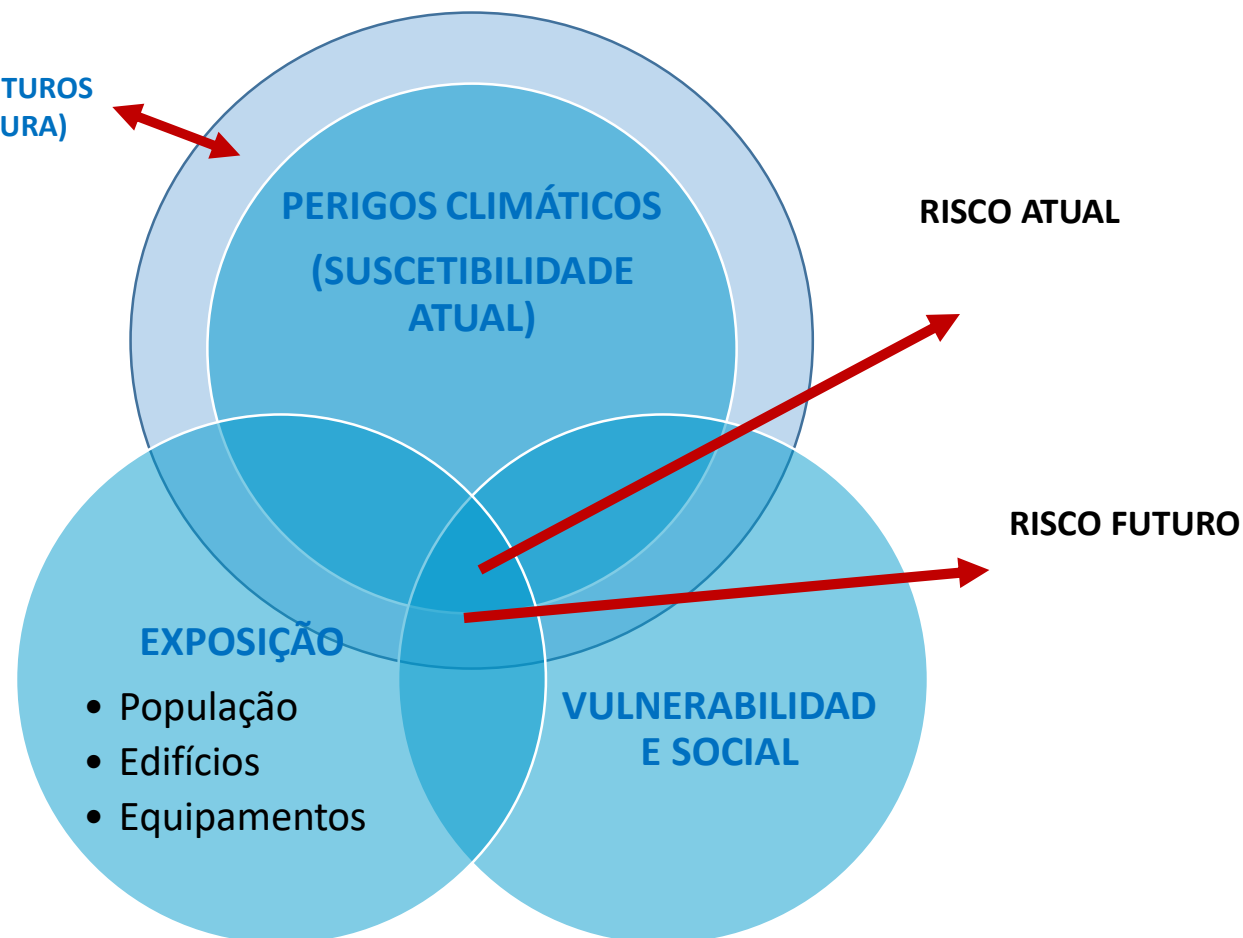 TUROS
URA)
PERIGOS CLIMÁTICOS
(SUSCETIBILIDADE
ATUAL)
RISCO ATUAL
RISCO FUTURO
EXPOSIÇÃO
• População
• Edifícios
• Equipamentos
VULNERABILIDAD
E SOCIAL